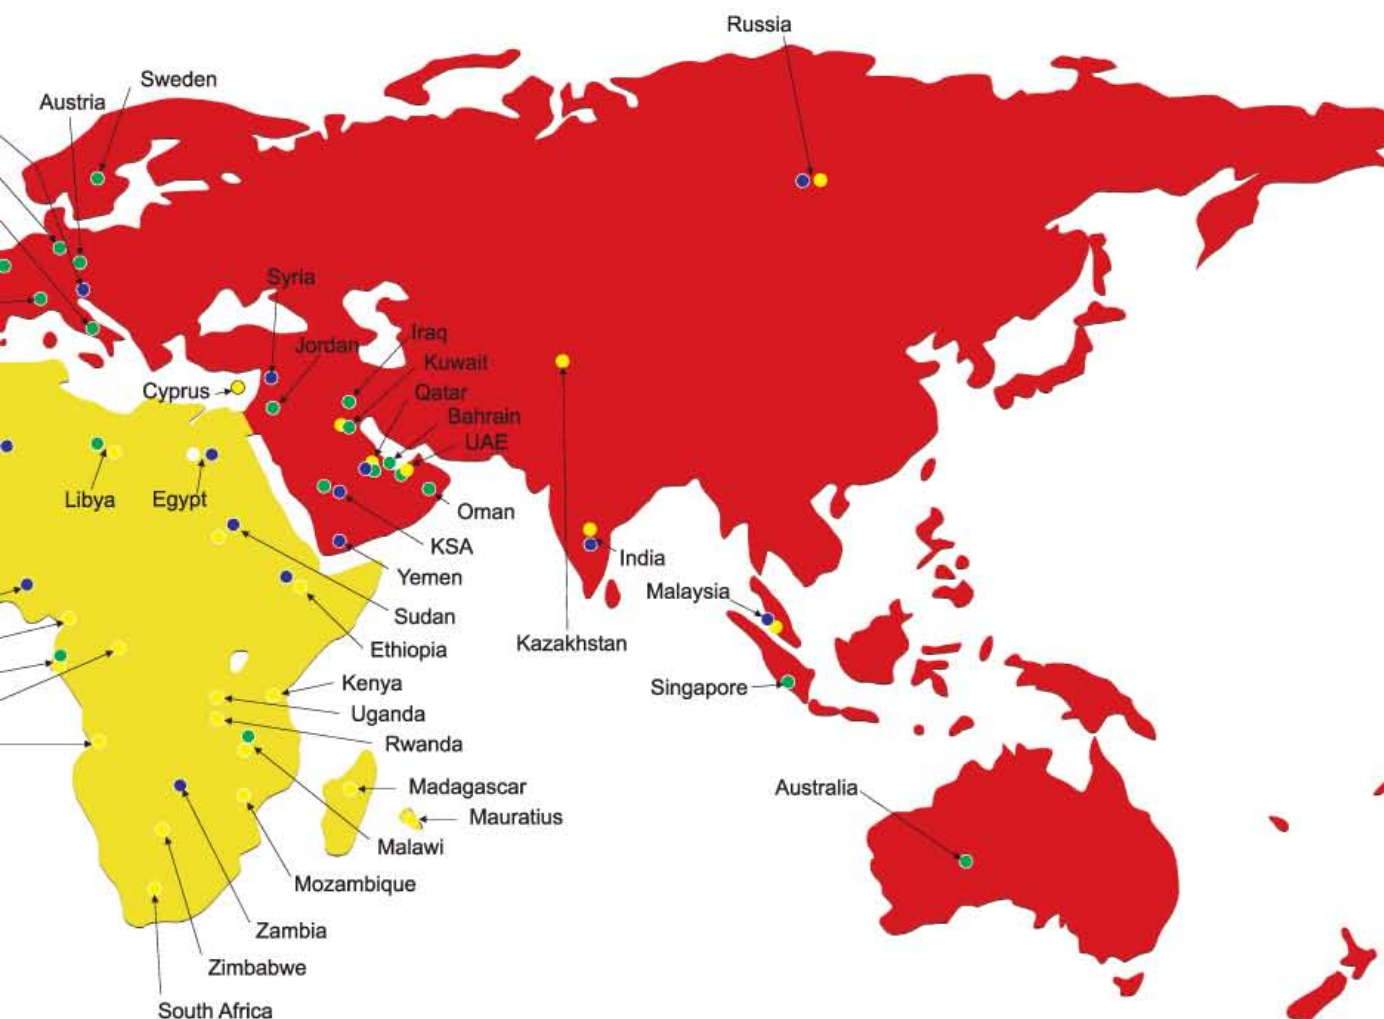 Russia
Sweden
Austria
Syria
Jordan
Iraq
Kuwait
Cyprus
Qatar
Bahrain
UAE
Libya
Egypt
Oman
KSA
India
Yemen
Malaysia
Sudan
Kazakhstan
Ethiopia
Kenya
Singapore
Uganda
Rwanda
Madagascar
Australia
Mauratius
Malawi
Mozambique
Zambia
Zimbabwe
South Africa